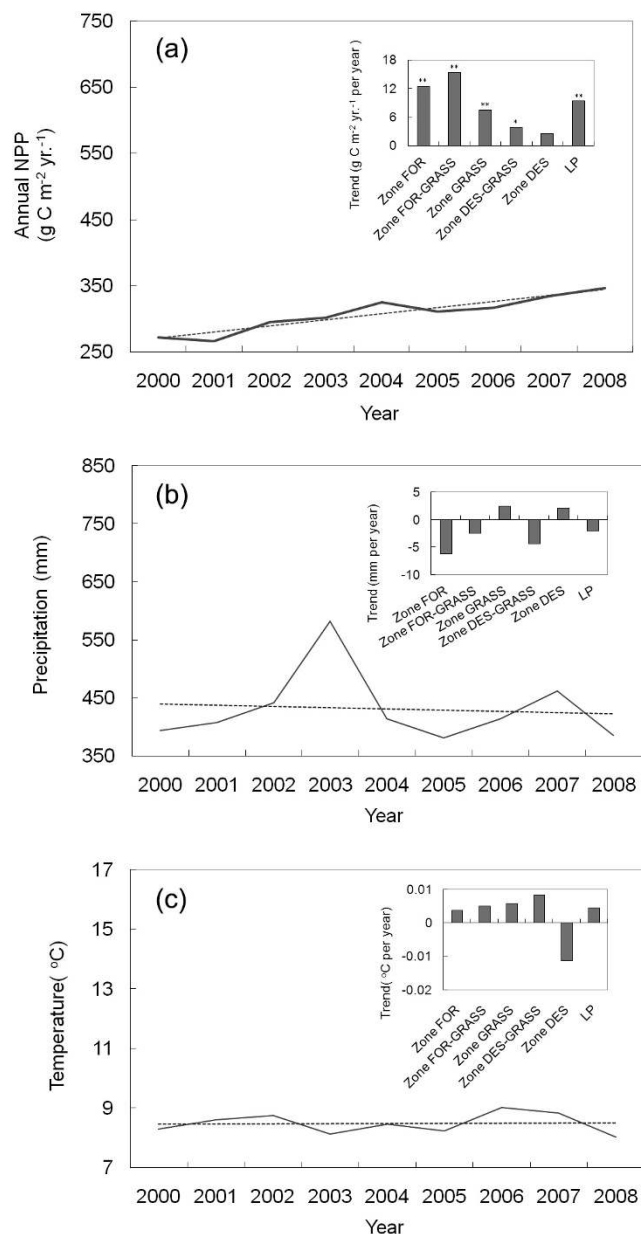 (a)
750
650
550
450
350
250
Annual NPP
(g C m⁻² yr.⁻¹)
18
12
6
0
Trend (g C m⁻² yr.⁻¹ per year)
**
**
**
*
**
Zone FOR
Zone FOR-GRASS
Zone GRASS
Zone DES-GRASS
Zone DES
LP
2000 2001 2002 2003 2004 2005 2006 2007 2008
Year
(b)
850
750
650
550
450
350
Precipitation (mm)
5
0
-5
-10
Trend (mm per year)
Zone FOR
Zone FOR-GRASS
Zone GRASS
Zone DES-GRASS
Zone DES
LP
2000 2001 2002 2003 2004 2005 2006 2007 2008
Year
(c)
17
15
13
11
9
7
Temperature( °C)
0.01
0
-0.01
-0.02
Trend( °C per year)
Zone FOR
Zone FOR-GRASS
Zone GRASS
Zone DES-GRASS
Zone DES
LP
2000 2001 2002 2003 2004 2005 2006 2007 2008
Year